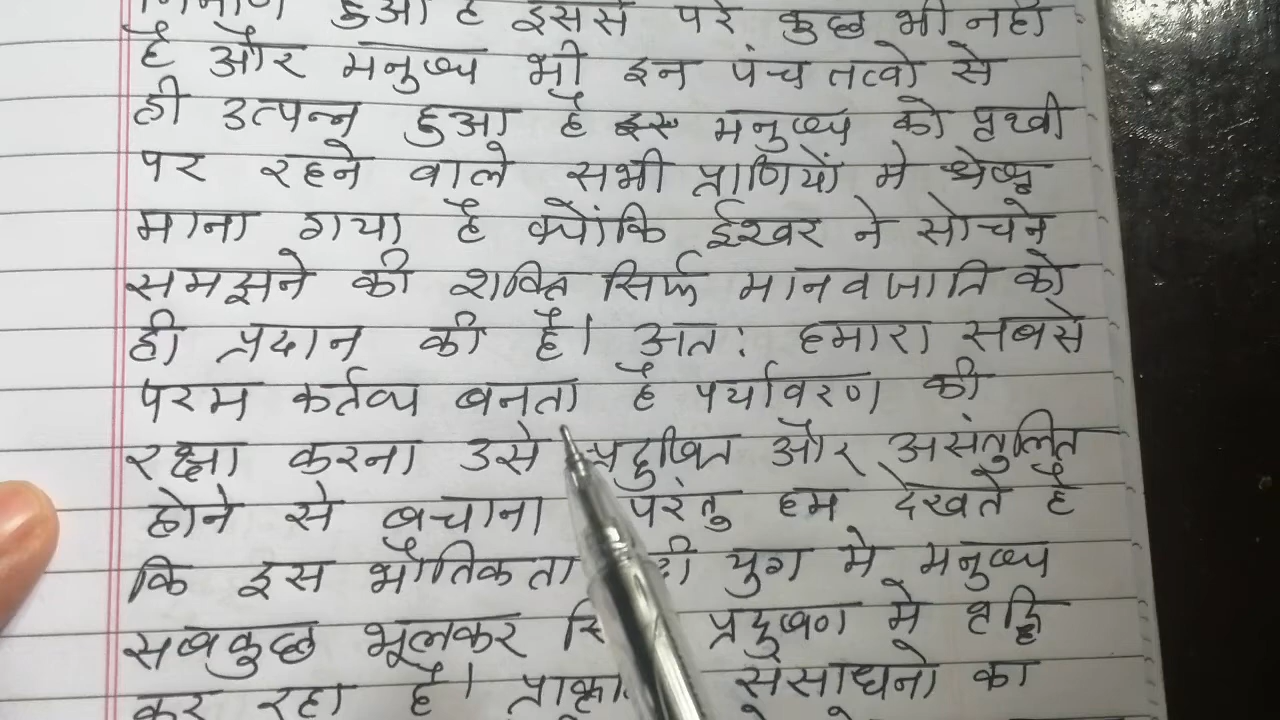 निर्माण हुआ है इससे परे कुछ भी नहीं
है और मनुष्य भी इन पंच तत्वो से
ही उत्पन्न हुआ है मनुष्य को पृथ्वी
पर रहने वाले सभी प्राणियों मे श्रेष्ठ
माना गया है क्योंकि ईश्वर ने सोचने
समझने की शक्ति सिर्फ मानव जाति को
ही प्रदान की है। अत: हमारा सबसे
परम कर्तव्य बनता है पर्यावरण की
रक्षा करना उसे प्रदुषित और असंतुलित
होने से बचाना परंतु हम देखते है
कि इस भौतिकता युग मे मनुष्य
सबकुछ भूलकर प्रदुषण मे वृद्धि
कर रहा है। संसाधनो का